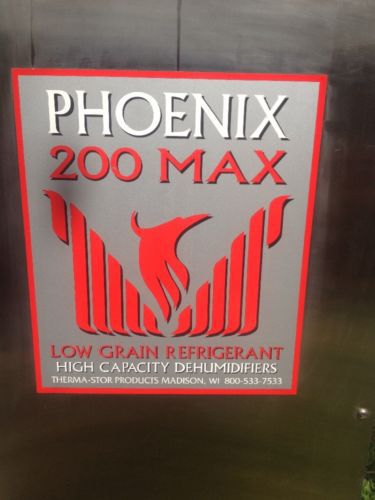 PHOENIX
200 MAX
LOW GRAIN REFRIGERANT
HIGH CAPACITY DEHUMIDIFIERS
THERMA-STOR PRODUCTS MADISON, WI 800-533-7533